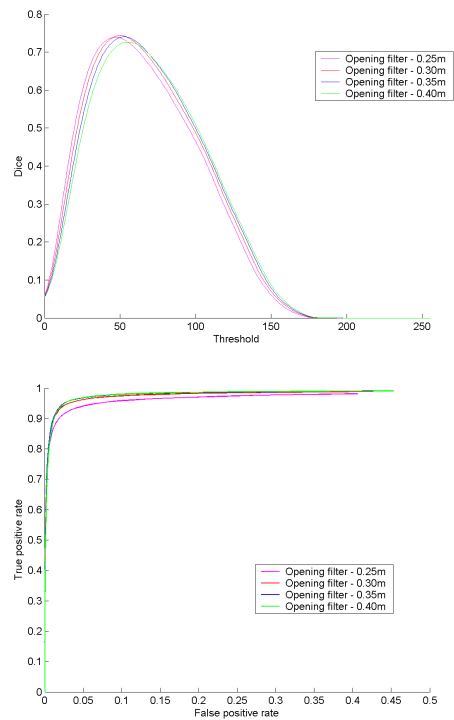 0.8
0.7
0.6
0.5
0.4
0.3
0.2
0.1
0
Dice
0 50 100 150 200 250
Threshold
Opening filter - 0.25m
Opening filter - 0.30m
Opening filter - 0.35m
Opening filter - 0.40m
1
0.9
0.8
0.7
0.6
0.5
0.4
0.3
0.2
0.1
0
True positive rate
0 0.05 0.1 0.15 0.2 0.25 0.3 0.35 0.4 0.45 0.5
False positive rate
Opening filter - 0.25m
Opening filter - 0.30m
Opening filter - 0.35m
Opening filter - 0.40m